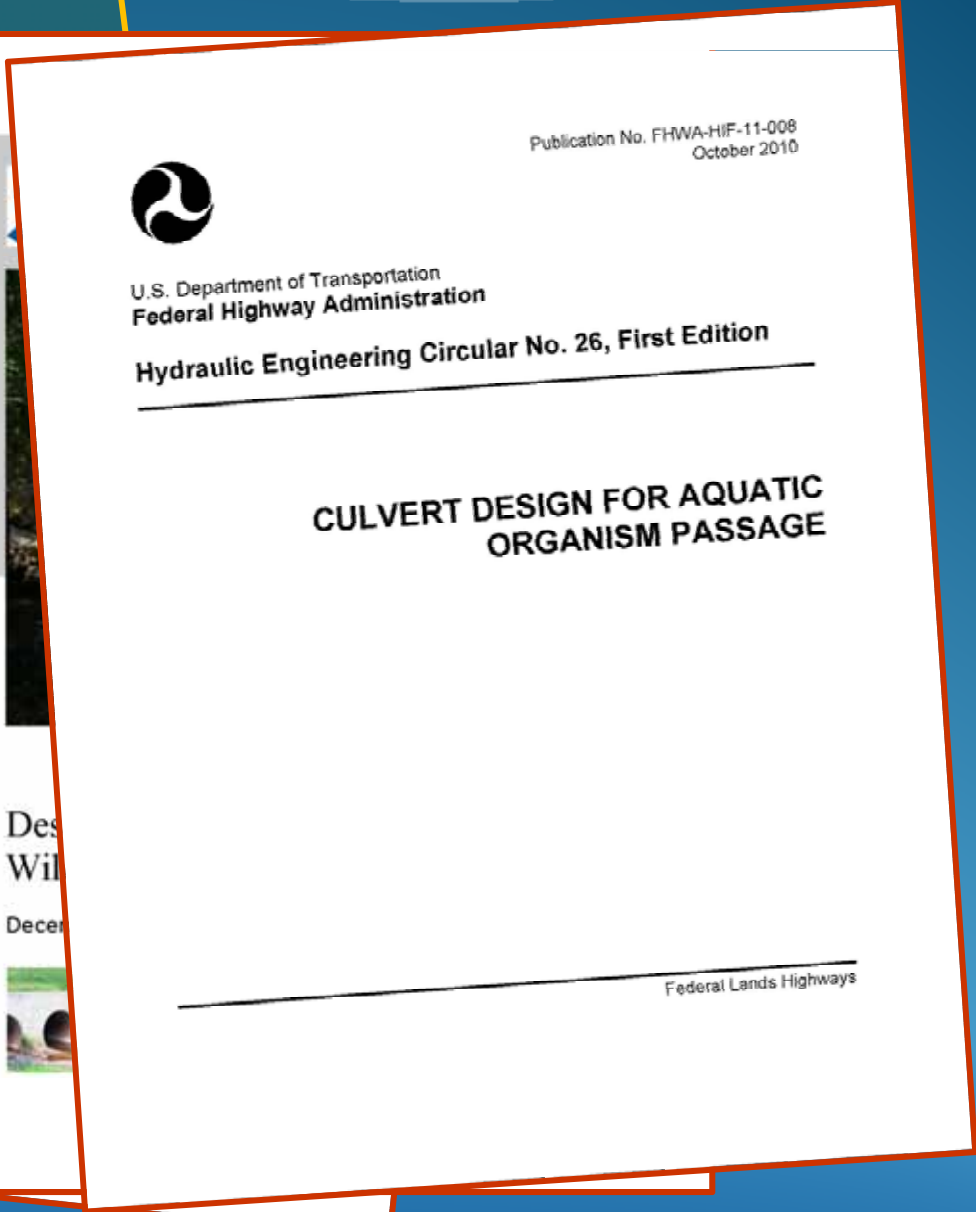 Publication No. FHWA-HIF-11-008
October 2010
U.S. Department of Transportation
Federal Highway Administration
Hydraulic Engineering Circular No. 26, First Edition
CULVERT DESIGN FOR AQUATIC
ORGANISM PASSAGE
Federal Lands Highways